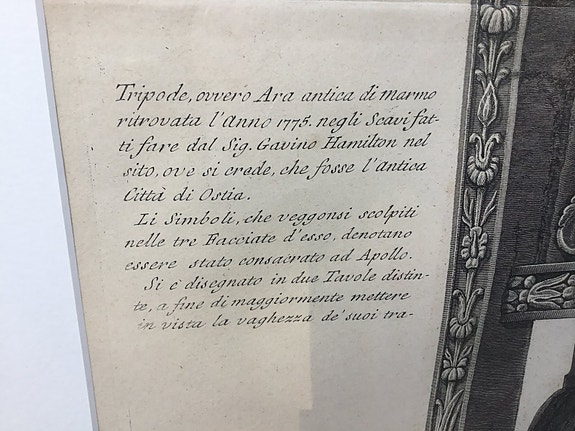 Tripode, ovvero Ara antica di marmo
ritrovata l'Anno 1775. negli Scavi fat-
ti fare dal Sig. Gavino Hamilton nel
sito, ove si crede, che fosse l'Antica
Città di Ostia.
Li Simboli, che veggonsi scolpiti
nelle tre Facciate d'esso, denotano
essere stato consacrato ad Apollo.
Si è disegnato in due Tavole distin-
te, a fine di maggiormente mettere
in vista la vaghezza de' suoi tra-